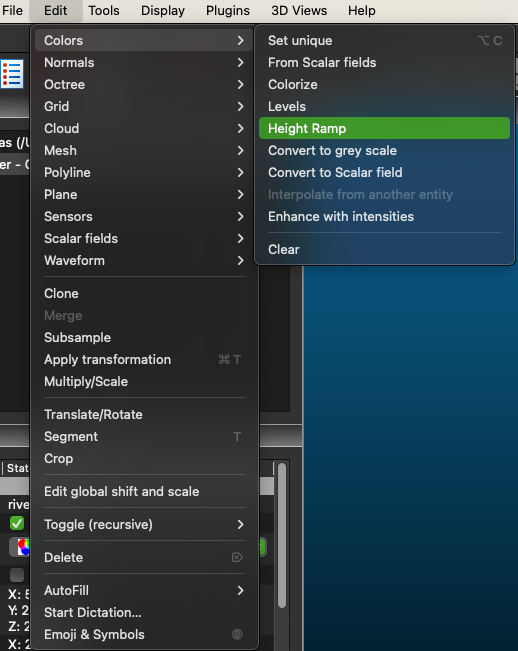 File Edit Tools Display Plugins 3D Views Help
Colors
Normals
Octree
Grid
Cloud
Mesh
Polyline
Plane
Sensors
Scalar fields
Waveform
Clone
Merge
Subsample
Apply transformation ⌘ T
Multiply/Scale
Translate/Rotate
Segment T
Crop
Edit global shift and scale
Toggle (recursive)
Delete
AutoFill
Start Dictation...
Emoji & Symbols
Set unique ⌥ C
From Scalar fields
Colorize
Levels
Height Ramp
Convert to grey scale
Convert to Scalar field
Interpolate from another entity
Enhance with intensities
Clear
as (/U
er - C
Stat
rive
X: 5
Y: 2
Z: 2
X: 2